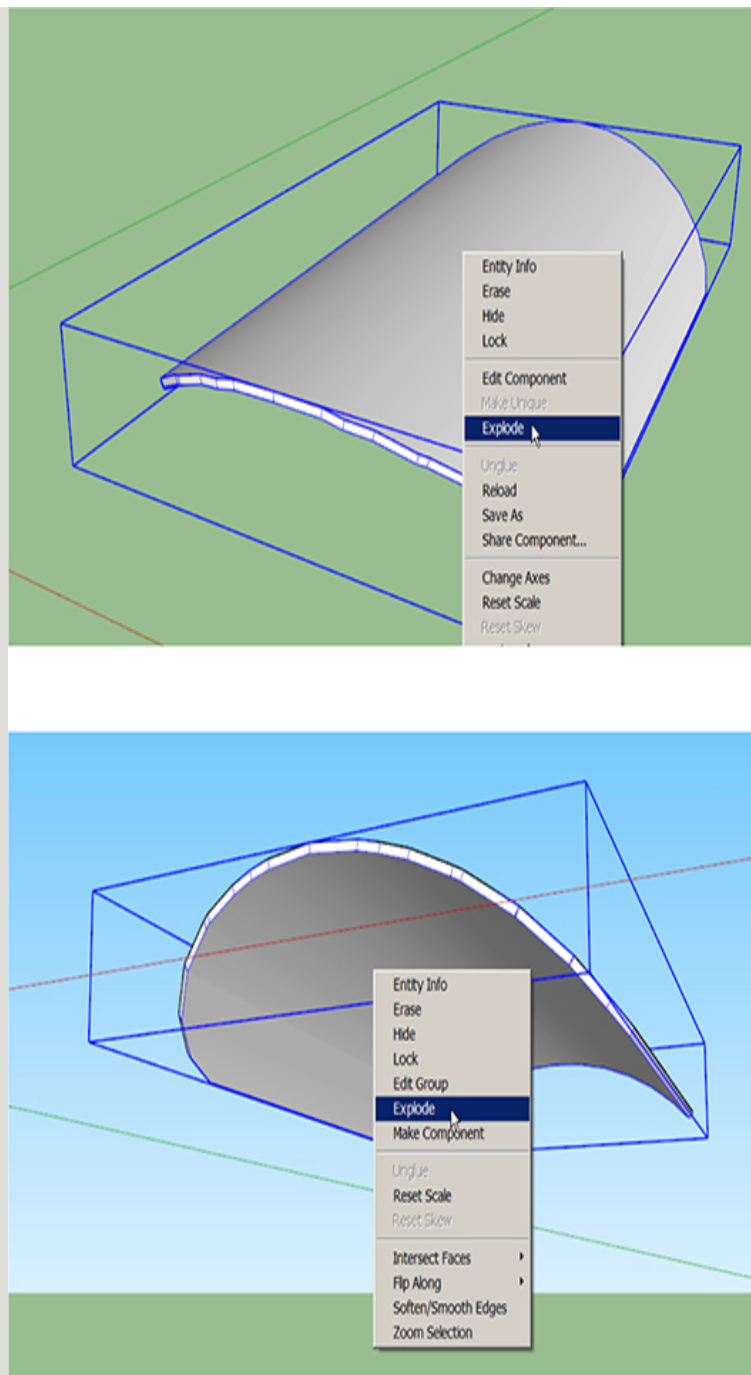 Entity Info
Erase
Hide
Lock
Edit Component
Make Unique
Explode
Unglue
Reload
Save As
Share Component...
Change Axes
Reset Scale
Reset Skew
Entity Info
Erase
Hide
Lock
Edit Group
Explode
Make Component
Unglue
Reset Scale
Reset Skew
Intersect Faces
Flip Along
Soften/Smooth Edges
Zoom Selection